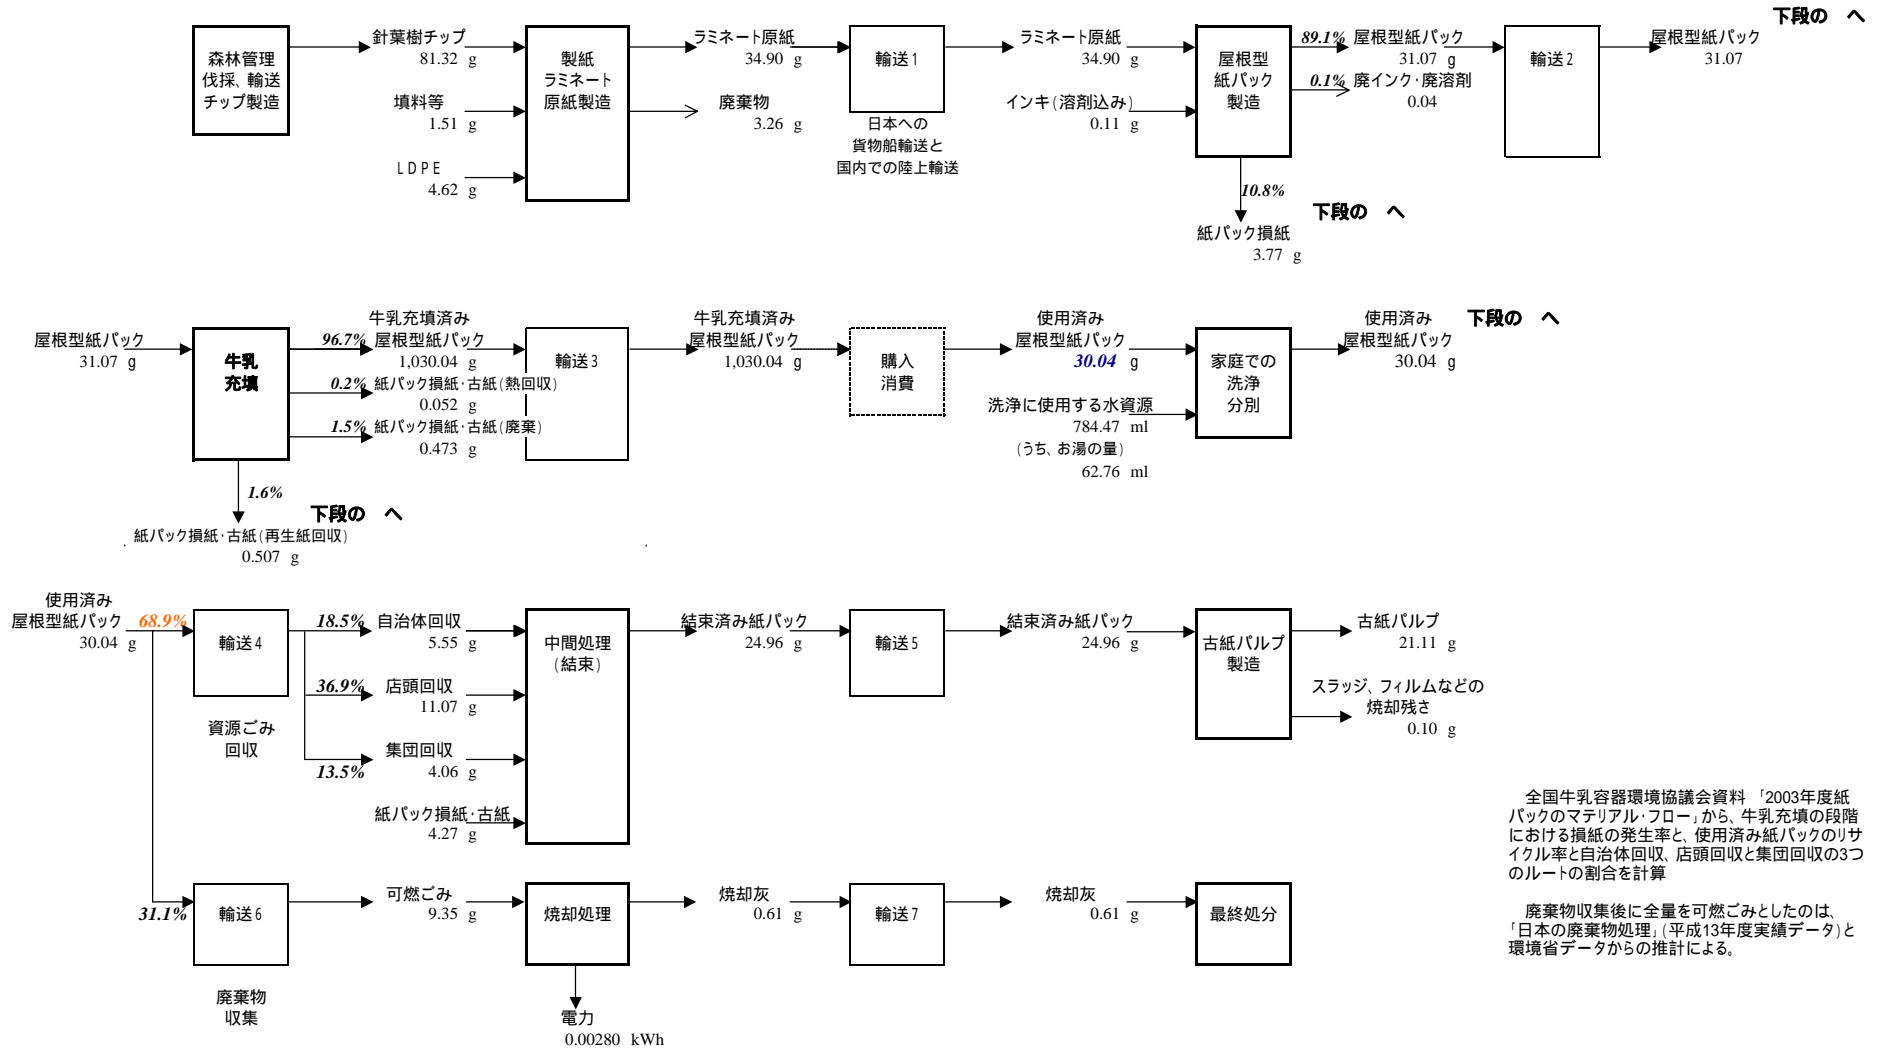 下段の へ
森林管理
伐採、輸送
チップ製造
針葉樹チップ
81.32 g
填料等
1.51 g
LDPE
4.62 g
製紙
ラミネート
原紙製造
ラミネート原紙
34.90 g
廃棄物
3.26 g
輸送1
日本への
貨物船輸送と
国内での陸上輸送
ラミネート原紙
34.90 g
インキ(溶剤込み)
0.11 g
屋根型
紙パック
製造
89.1% 屋根型紙パック
31.07 g
0.1% 廃インク・廃溶剤
0.04
10.8%
下段の へ
紙パック損紙
3.77 g
輸送2
屋根型紙パック
31.07
屋根型紙パック
31.07 g
牛乳
充填
牛乳充填済み
96.7% 屋根型紙パック
1,030.04 g
0.2% 紙パック損紙・古紙(熱回収)
0.052 g
1.5% 紙パック損紙・古紙(廃棄)
0.473 g
1.6%
下段の へ
紙パック損紙・古紙(再生紙回収)
0.507 g
輸送3
牛乳充填済み
屋根型紙パック
1,030.04 g
購入
消費
使用済み
屋根型紙パック
30.04 g
洗浄に使用する水資源
784.47 ml
(うち、お湯の量)
62.76 ml
家庭での
洗浄
分別
使用済み
屋根型紙パック
30.04 g
下段の へ
使用済み
屋根型紙パック
30.04 g
68.9%
輸送4
資源ごみ
回収
18.5% 自治体回収
5.55 g
36.9% 店頭回収
11.07 g
13.5% 集団回収
4.06 g
紙パック損紙・古紙
4.27 g
中間処理
(結束)
結束済み紙パック
24.96 g
輸送5
結束済み紙パック
24.96 g
古紙パルプ
製造
古紙パルプ
21.11 g
スラッジ、フィルムなどの
焼却残さ
0.10 g
31.1%
輸送6
廃棄物
収集
可燃ごみ
9.35 g
焼却処理
電力
0.00280 kWh
焼却灰
0.61 g
輸送7
焼却灰
0.61 g
最終処分
全国牛乳容器環境協議会資料 「2003年度紙
パックのマテリアル・フロー」から、牛乳充填の段階
における損紙の発生率と、使用済み紙パックのリサ
イクル率と自治体回収、店頭回収と集団回収の3つ
のルートの割合を計算
廃棄物収集後に全量を可燃ごみとしたのは、
「日本の廃棄物処理」(平成13年度実績データ)と
環境省データからの推計による。